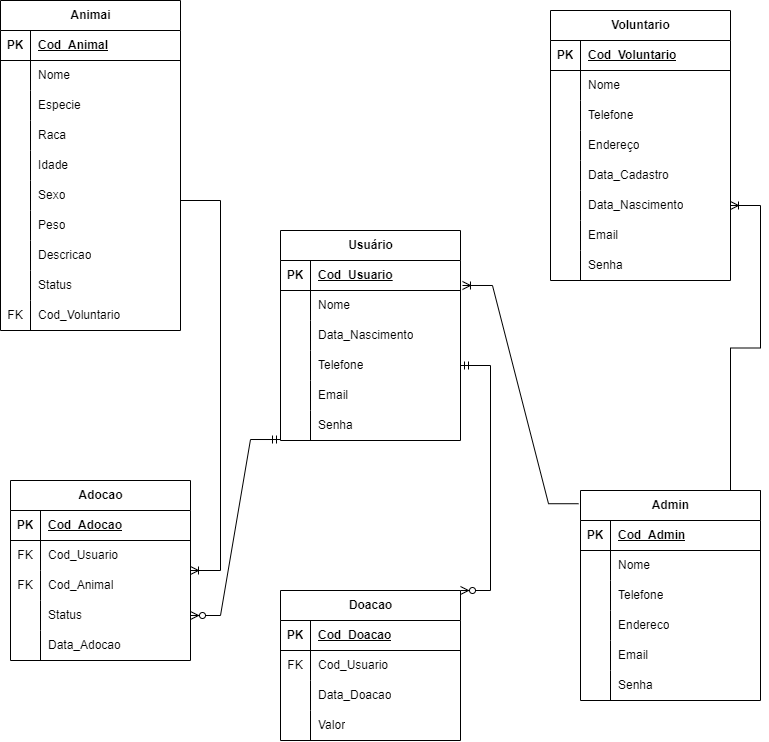 Animai
PK Cod_Animal
Nome
Especie
Raca
Idade
Sexo
Peso
Descricao
Status
FK Cod_Voluntario
Voluntario
PK Cod_Voluntario
Nome
Telefone
Endereço
Data_Cadastro
Data_Nascimento
Email
Senha
Usuário
PK Cod_Usuario
Nome
Data_Nascimento
Telefone
Email
Senha
Adocao
PK Cod_Adocao
FK Cod_Usuario
FK Cod_Animal
Status
Data_Adocao
Doacao
PK Cod_Doacao
FK Cod_Usuario
Data_Doacao
Valor
Admin
PK Cod_Admin
Nome
Telefone
Endereco
Email
Senha